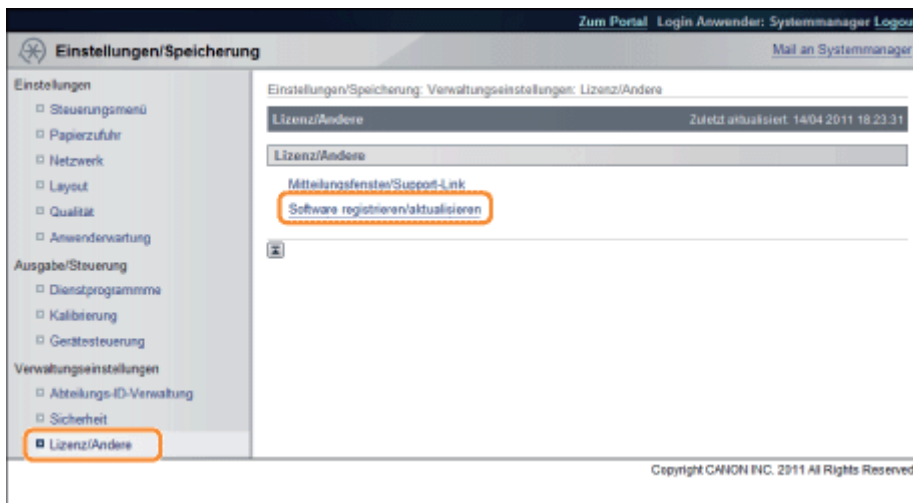 Zum Portal Login Anwender: Systemmanager Logou
Einstellungen/Speicherung
Mail an Systemmanager
Einstellungen
Steuerungsmenü
Papierzufuhr
Netzwerk
Layout
Qualität
Anwenderwartung
Ausgabe/Steuerung
Dienstprogrammme
Kalibrierung
Gerätesteuerung
Verwaltungseinstellungen
Abteilungs-ID-Verwaltung
Sicherheit
Lizenz/Andere
Einstellungen/Speicherung: Verwaltungseinstellungen: Lizenz/Andere
Lizenz/Andere
Zuletzt aktualisiert: 14/04 2011 18:23:31
Lizenz/Andere
Mitteilungsfenster/Support-Link
Software registrieren/aktualisieren
Copyright CANON INC. 2011 All Rights Reserved